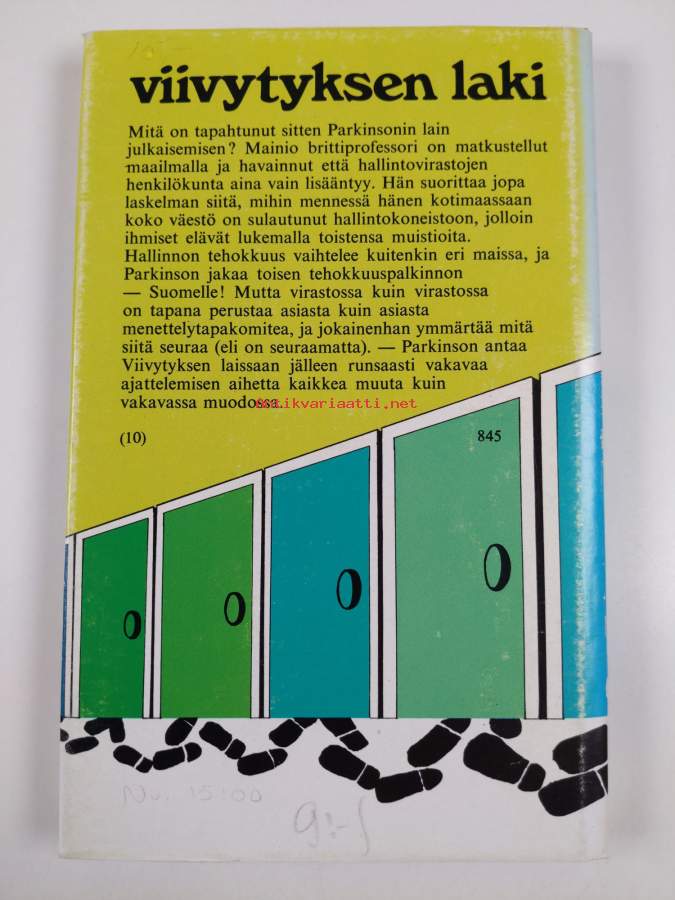 10:-
viivytyksen laki
Mitä on tapahtunut sitten Parkinsonin lain
julkaisemisen? Mainio brittiprofessori on matkustellut
maailmalla ja havainnut että hallintovirastojen
henkilökunta aina vain lisääntyy. Hän suorittaa jopa
laskelman siitä, mihin mennessä hänen kotimaassaan
koko väestö on sulautunut hallintokoneistoon, jolloin
ihmiset elävät lukemalla toistensa muistioita.
Hallinnon tehokkuus vaihtelee kuitenkin eri maissa, ja
Parkinson jakaa toisen tehokkuuspalkinnon
— Suomelle! Mutta virastossa kuin virastossa
on tapana perustaa asiasta kuin asiasta
menettelytapakomitea, ja jokainenhan ymmärtää mitä
siitä seuraa (eli on seuraamatta). — Parkinson antaa
Viivytyksen laissaan jälleen runsaasti vakavaa
ajattelemisen aihetta kaikkea muuta kuin
vakavassa muodossa.
antikvariaatti.net
(10)
845
No. 15:00
9:-